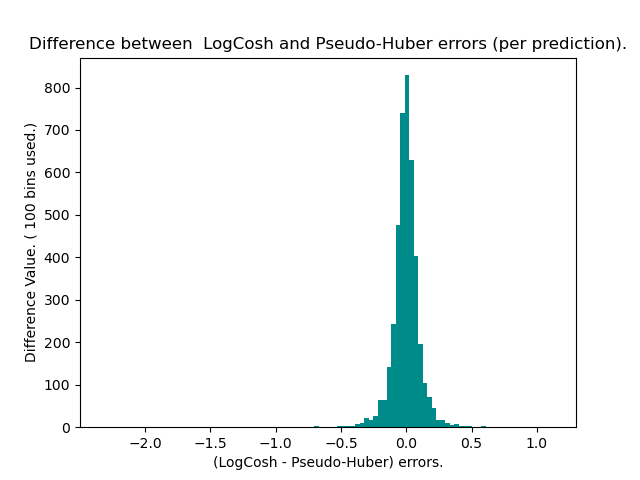 Difference between  LogCosh and Pseudo-Huber errors (per prediction).
800
700
600
500
400
300
200
100
0
Difference Value. ( 100 bins used.)
−2.0 −1.5 −1.0 −0.5 0.0 0.5 1.0
(LogCosh - Pseudo-Huber) errors.